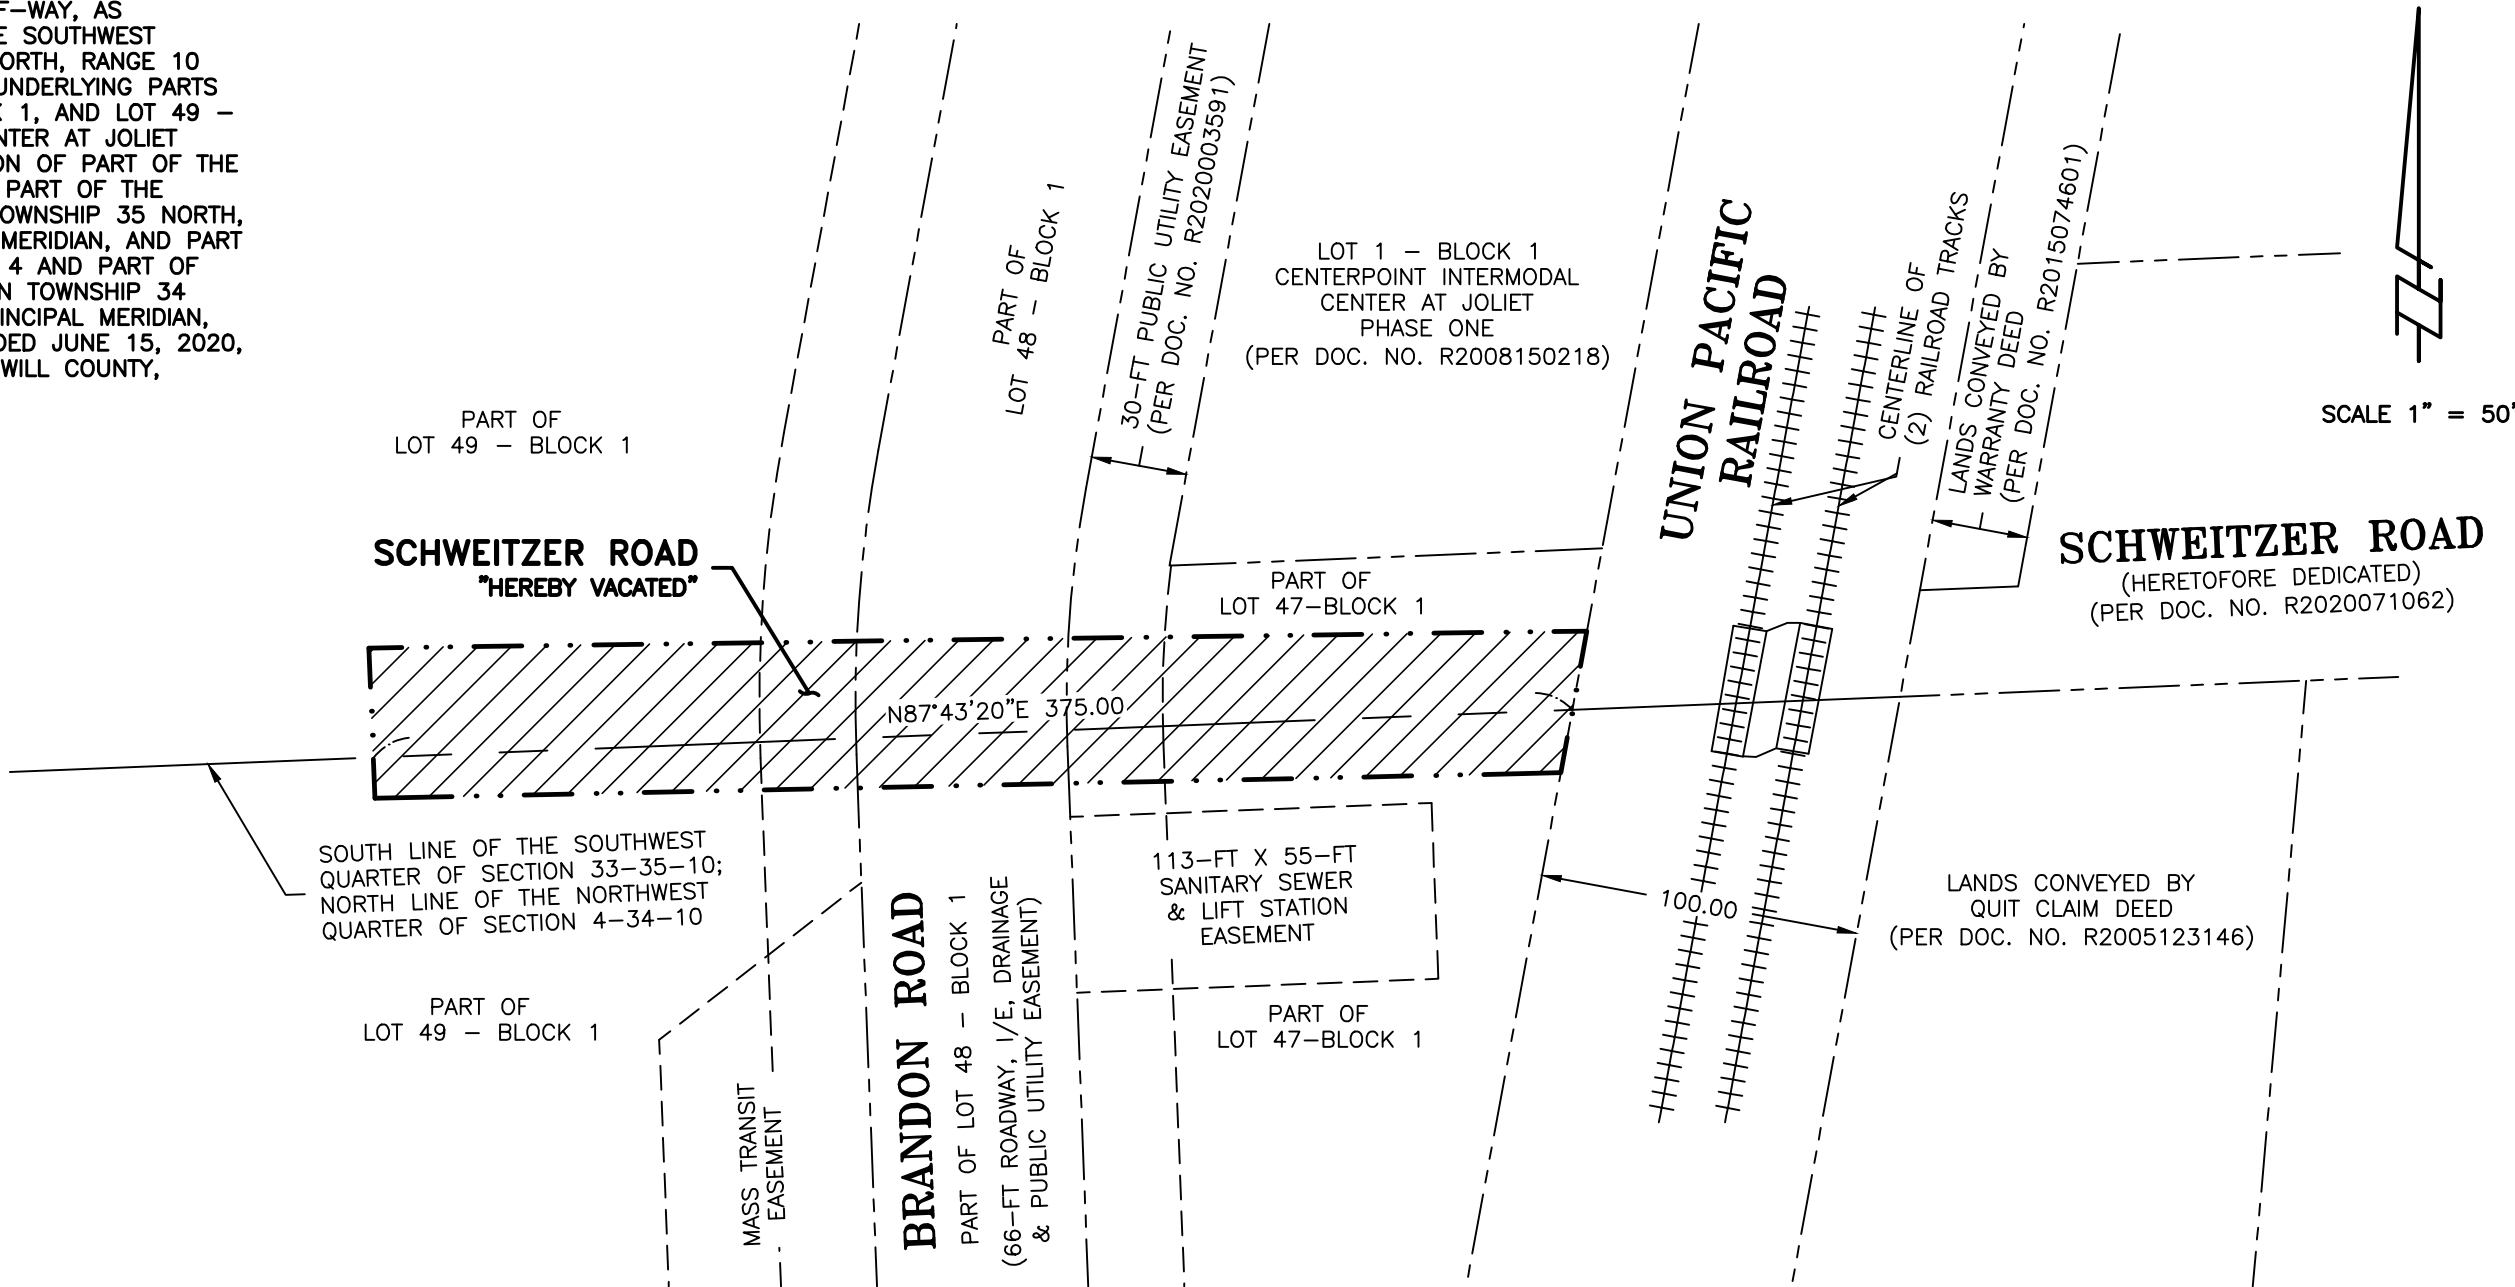 F-WAY, AS
E SOUTHWEST
ORTH, RANGE 10
UNDERLYING PARTS
K 1, AND LOT 49 -
NTER AT JOLIET
ON OF PART OF THE
PART OF THE
OWNSHIP 35 NORTH,
MERIDIAN, AND PART
4 AND PART OF
N TOWNSHIP 34
INCIPAL MERIDIAN,
DED JUNE 15, 2020,
WILL COUNTY,
PART OF
LOT 49 - BLOCK 1
SCHWEITZER ROAD
"HEREBY VACATED"
PART OF
LOT 48 - BLOCK 1
30-FT PUBLIC UTILITY EASEMENT
(PER DOC. NO. R2020003591)
LOT 1 - BLOCK 1
CENTERPOINT INTERMODAL
CENTER AT JOLIET
PHASE ONE
(PER DOC. NO. R2008150218)
UNION PACIFIC
RAILROAD
CENTERLINE OF
(2) RAILROAD TRACKS
LANDS CONVEYED BY
WARRANTY DEED
(PER DOC. NO. R2015074601)
SCALE 1" = 50'
SCHWEITZER ROAD
(HERETOFORE DEDICATED)
(PER DOC. NO. R2020071062)
PART OF
LOT 47-BLOCK 1
N87°43'20"E 375.00
SOUTH LINE OF THE SOUTHWEST
QUARTER OF SECTION 33-35-10;
NORTH LINE OF THE NORTHWEST
QUARTER OF SECTION 4-34-10
113-FT X 55-FT
SANITARY SEWER
& LIFT STATION
EASEMENT
100.00
LANDS CONVEYED BY
QUIT CLAIM DEED
(PER DOC. NO. R2005123146)
PART OF
LOT 49 - BLOCK 1
MASS TRANSIT
EASEMENT
BRANDON ROAD
PART OF LOT 48 - BLOCK 1
(66-FT ROADWAY, I/E, DRAINAGE
& PUBLIC UTILITY EASEMENT)
PART OF
LOT 47-BLOCK 1